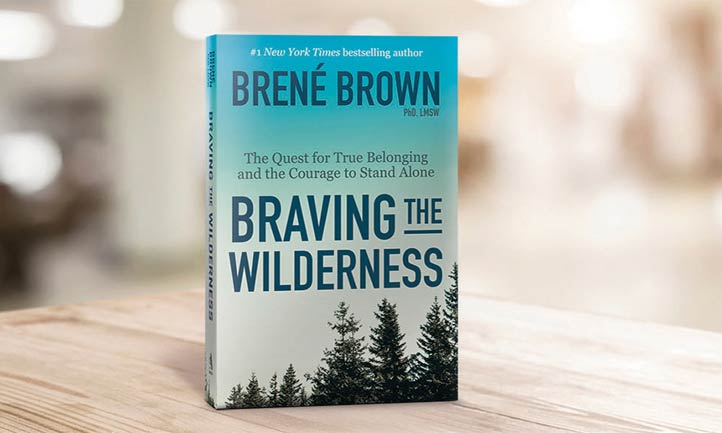 #1 New York Times bestselling author
BRENÉ BROWN
PhD, LMSW
The Quest for True Belonging
and the Courage to Stand Alone
BRAVING THE
WILDERNESS
BRAVING THE WILDERNESS